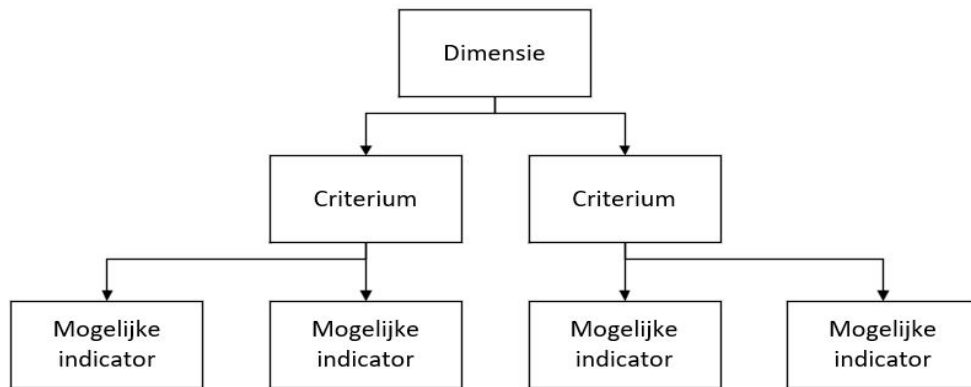 Dimensie
Criterium
Criterium
Mogelijke
indicator
Mogelijke
indicator
Mogelijke
indicator
Mogelijke
indicator